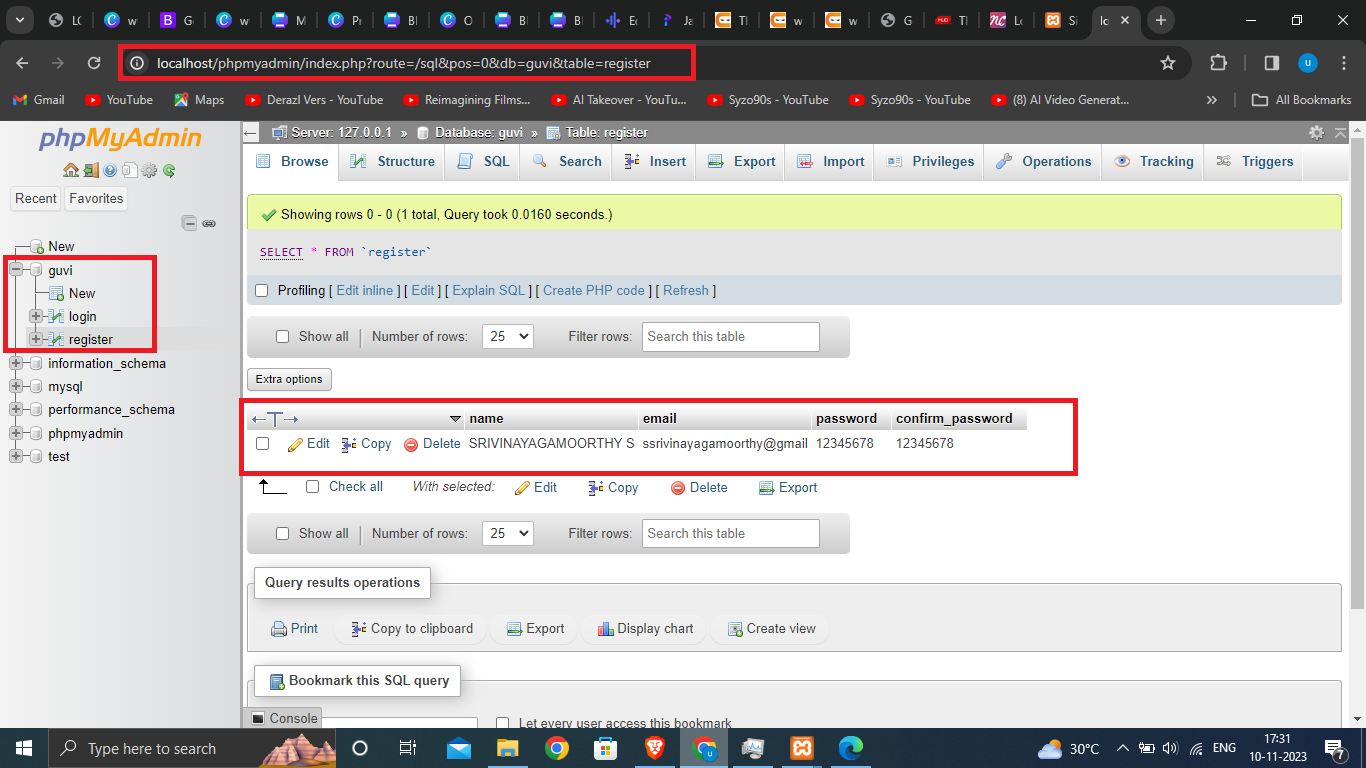 LC
w
G
M
Pr
Bl
O
Bl
Bl
Ec
Ja
Tl
w
w
G
Tl
Lc
Si
lc
localhost/phpmyadmin/index.php?route=/sql&pos=0&db=guvi&table=register
u
Gmail YouTube Maps Derazl Vers - YouTube Reimagining Films... AI Takeover - YouTu... Syzo90s - YouTube Syzo90s - YouTube (8) AI Video Generat... » All Bookmarks
phpMyAdmin
Recent Favorites
New
guvi
New
login
register
information_schema
mysql
performance_schema
phpmyadmin
test
Server: 127.0.0.1 » Database: guvi » Table: register
Browse Structure SQL Search Insert Export Import Privileges Operations Tracking Triggers
Showing rows 0 - 0 (1 total, Query took 0.0160 seconds.)
SELECT * FROM `register`
Profiling [ Edit inline ] [ Edit ] [ Explain SQL ] [ Create PHP code ] [ Refresh ]
Show all Number of rows: 25 Filter rows: Search this table
Extra options
name email password confirm_password
Edit Copy Delete SRIVINAYAGAMOORTHY S ssrivinayagamoorthy@gmail 12345678 12345678
Check all With selected: Edit Copy Delete Export
Show all Number of rows: 25 Filter rows: Search this table
Query results operations
Print Copy to clipboard Export Display chart Create view
Bookmark this SQL query
Console
Let every user access this bookmark
Type here to search
30°C ENG
17:31
10-11-2023
7